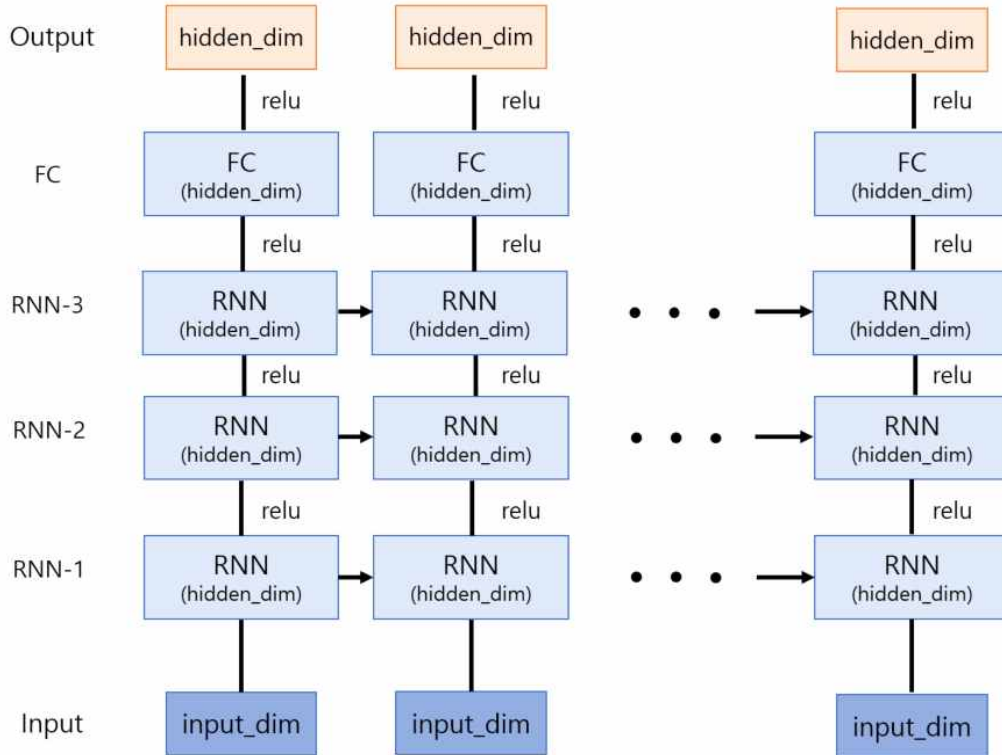 Output
hidden_dim
hidden_dim
hidden_dim
relu
relu
relu
FC
FC
(hidden_dim)
FC
(hidden_dim)
FC
(hidden_dim)
relu
relu
relu
RNN-3
RNN
(hidden_dim)
RNN
(hidden_dim)
RNN
(hidden_dim)
relu
relu
relu
RNN-2
RNN
(hidden_dim)
RNN
(hidden_dim)
RNN
(hidden_dim)
relu
relu
relu
RNN-1
RNN
(hidden_dim)
RNN
(hidden_dim)
RNN
(hidden_dim)
Input
input_dim
input_dim
input_dim